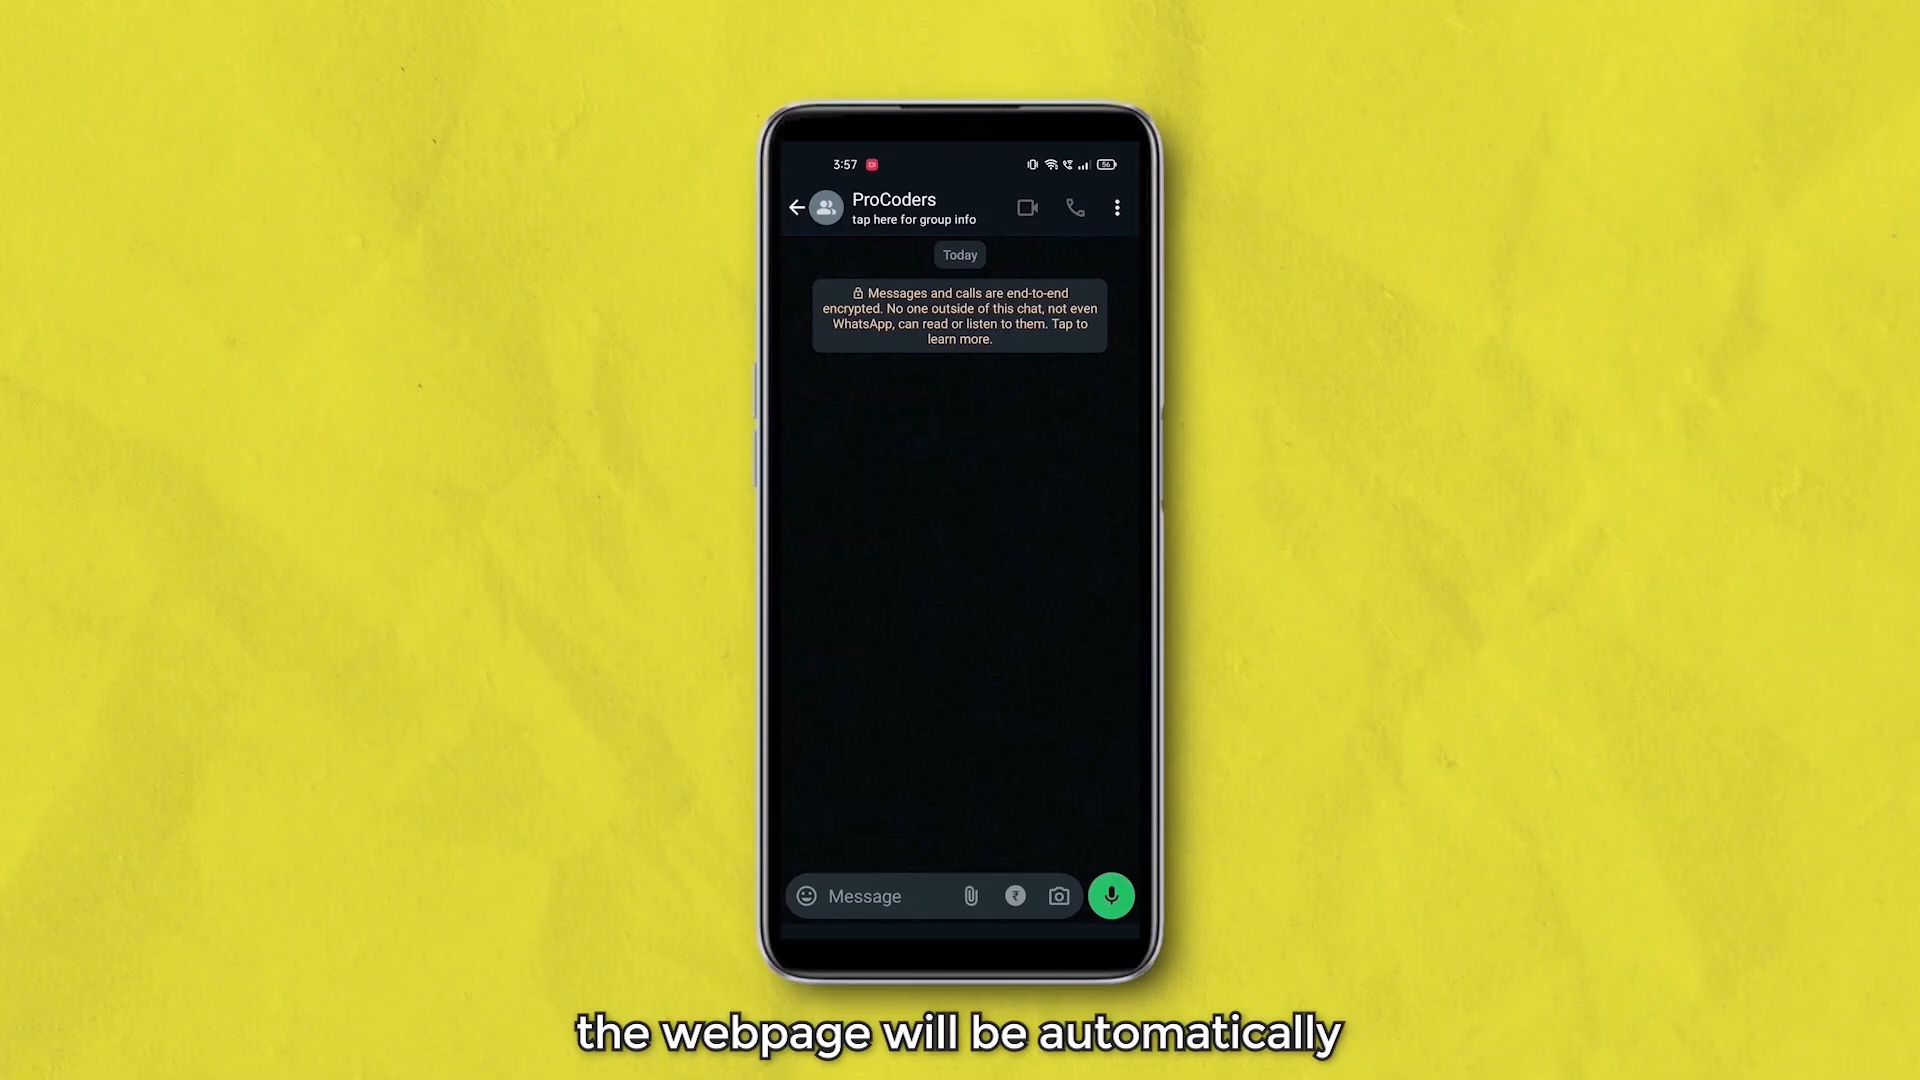 3:57
56
ProCoders
tap here for group info
Today
Messages and calls are end-to-end
encrypted. No one outside of this chat, not even
WhatsApp, can read or listen to them. Tap to
learn more.
Message
₹
the webpage will be automatically